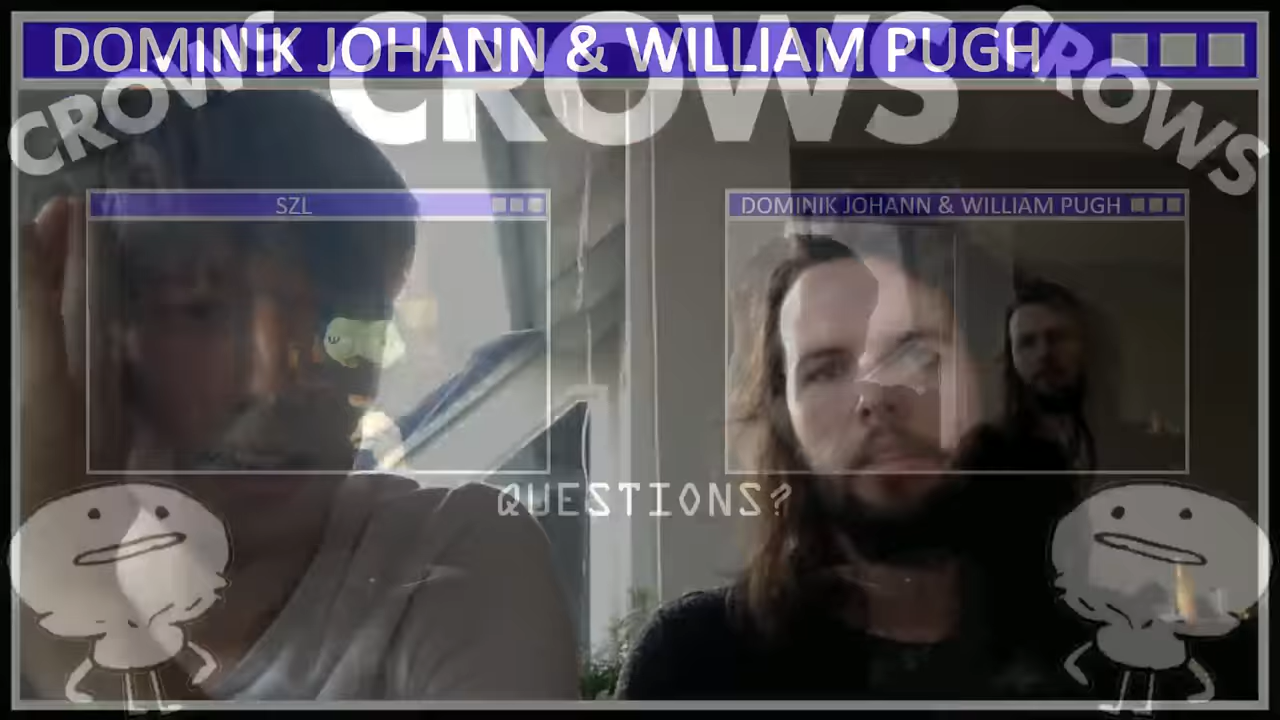 DOMINIK JOHANN & WILLIAM PUGH
CROWS
CROWS
CROWS
SZL
DOMINIK JOHANN & WILLIAM PUGH
QUESTIONS?